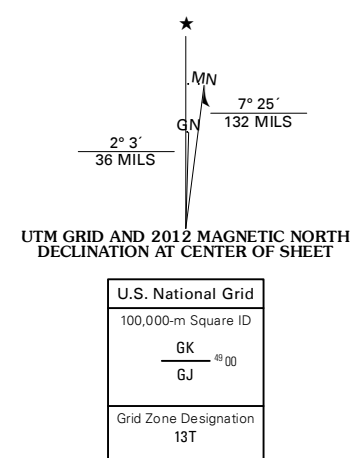 ★
MN
7° 25´
132 MILS
GN
2° 3´
36 MILS
UTM GRID AND 2012 MAGNETIC NORTH
DECLINATION AT CENTER OF SHEET
U.S. National Grid
100,000-m Square ID
GK
49 00
GJ
Grid Zone Designation
13T